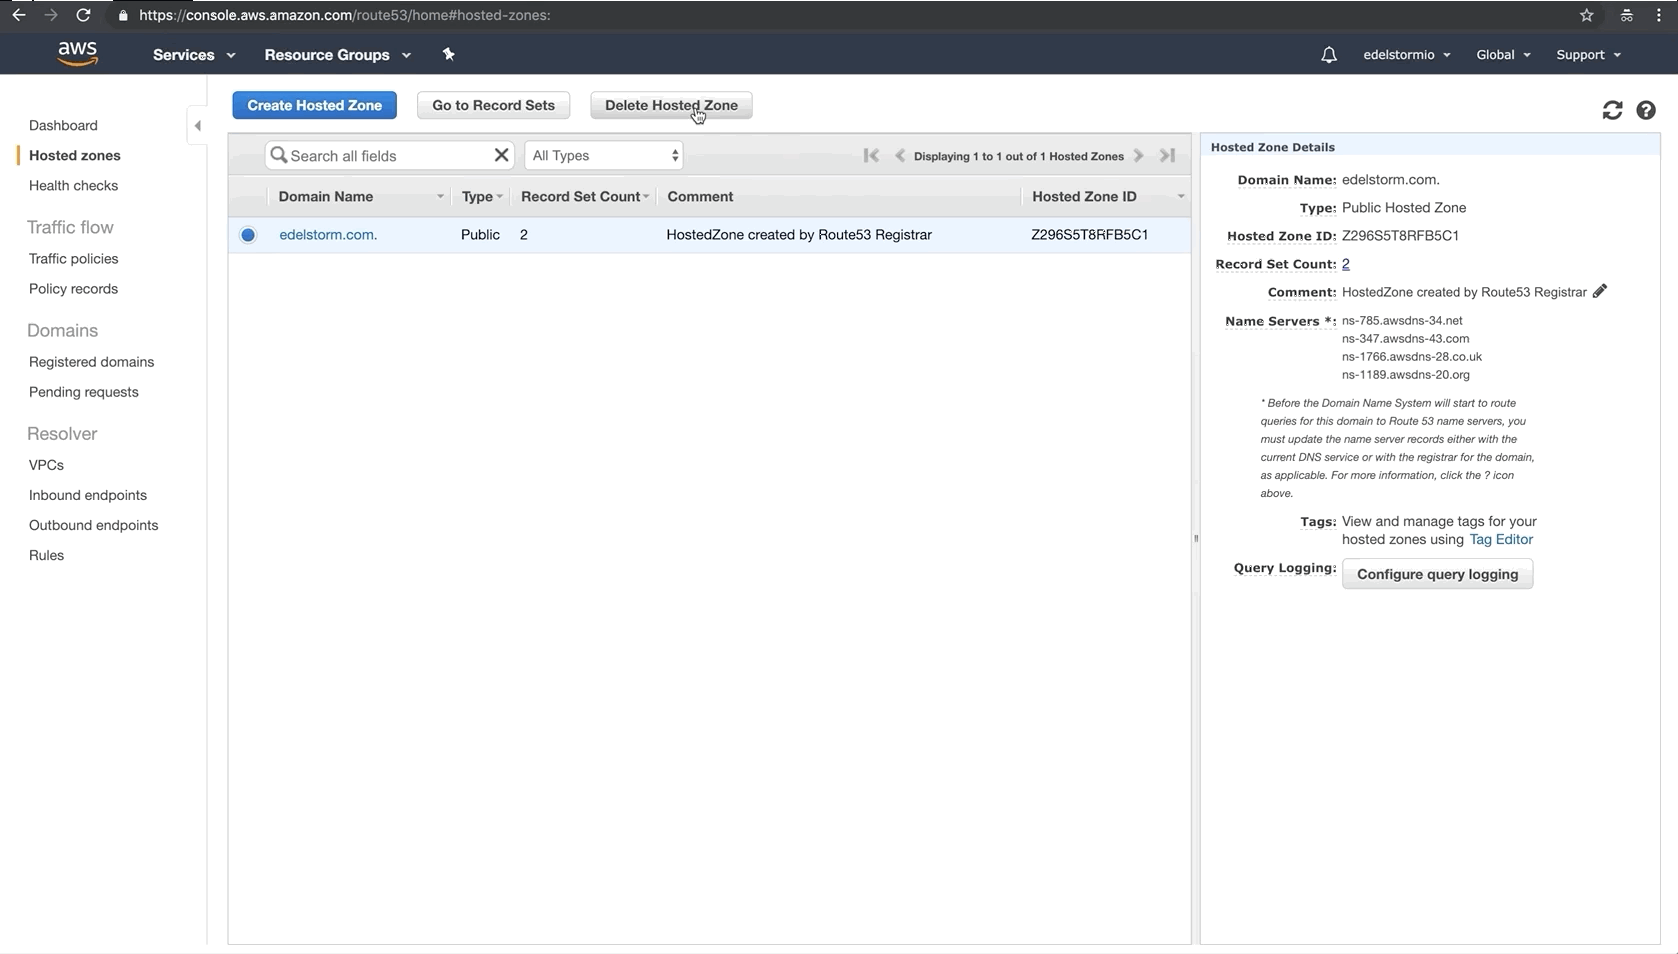 https://console.aws.amazon.com/route53/home#hosted-zones:
aws
Services
Resource Groups
edelstormio
Global
Support
Dashboard
Hosted zones
Health checks
Traffic flow
Traffic policies
Policy records
Domains
Registered domains
Pending requests
Resolver
VPCs
Inbound endpoints
Outbound endpoints
Rules
Create Hosted Zone
Go to Record Sets
Delete Hosted Zone
Search all fields
All Types
Displaying 1 to 1 out of 1 Hosted Zones
Domain Name Type Record Set Count Comment Hosted Zone ID
edelstorm.com. Public 2 HostedZone created by Route53 Registrar Z296S5T8RFB5C1
Hosted Zone Details
Domain Name: edelstorm.com.
Type: Public Hosted Zone
Hosted Zone ID: Z296S5T8RFB5C1
Record Set Count: 2
Comment: HostedZone created by Route53 Registrar
Name Servers *: ns-785.awsdns-34.net
ns-347.awsdns-43.com
ns-1766.awsdns-28.co.uk
ns-1189.awsdns-20.org
* Before the Domain Name System will start to route
queries for this domain to Route 53 name servers, you
must update the name server records either with the
current DNS service or with the registrar for the domain,
as applicable. For more information, click the ? icon
above.
Tags: View and manage tags for your
hosted zones using Tag Editor
Query Logging: Configure query logging